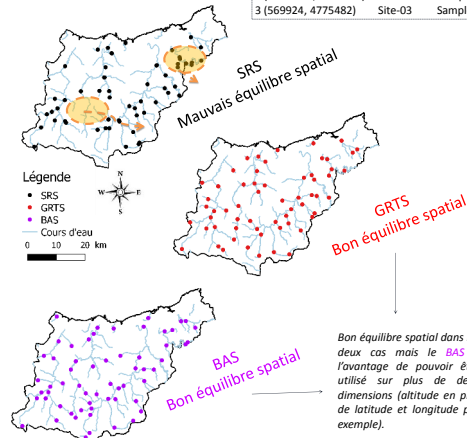 3 (569924, 4775482) Site-03 Sampl
SRS
Mauvais équilibre spatial
Légende
SRS
GRTS
BAS
Cours d'eau
0 10 20 km
N
W E
S
GRTS
Bon équilibre spatial
BAS
Bon équilibre spatial
Bon équilibre spatial dans
deux cas mais le BAS
l'avantage de pouvoir ê
utilisé sur plus de de
dimensions (altitude en p
de latitude et longitude p
exemple).